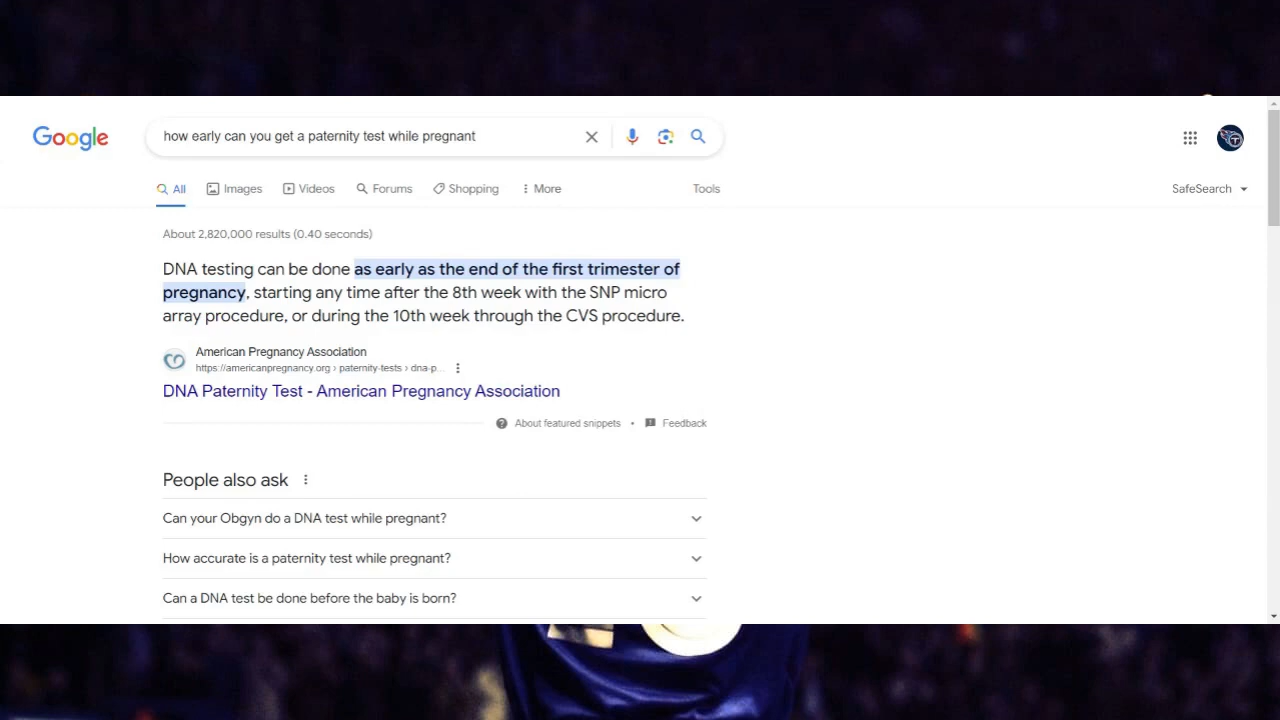 Google
how early can you get a paternity test while pregnant
All Images Videos Forums Shopping More Tools
SafeSearch
About 2,820,000 results (0.40 seconds)
DNA testing can be done as early as the end of the first trimester of
pregnancy, starting any time after the 8th week with the SNP micro
array procedure, or during the 10th week through the CVS procedure.
American Pregnancy Association
https://americanpregnancy.org › paternity-tests › dna-p...
DNA Paternity Test - American Pregnancy Association
About featured snippets • Feedback
People also ask
Can your Obgyn do a DNA test while pregnant?
How accurate is a paternity test while pregnant?
Can a DNA test be done before the baby is born?